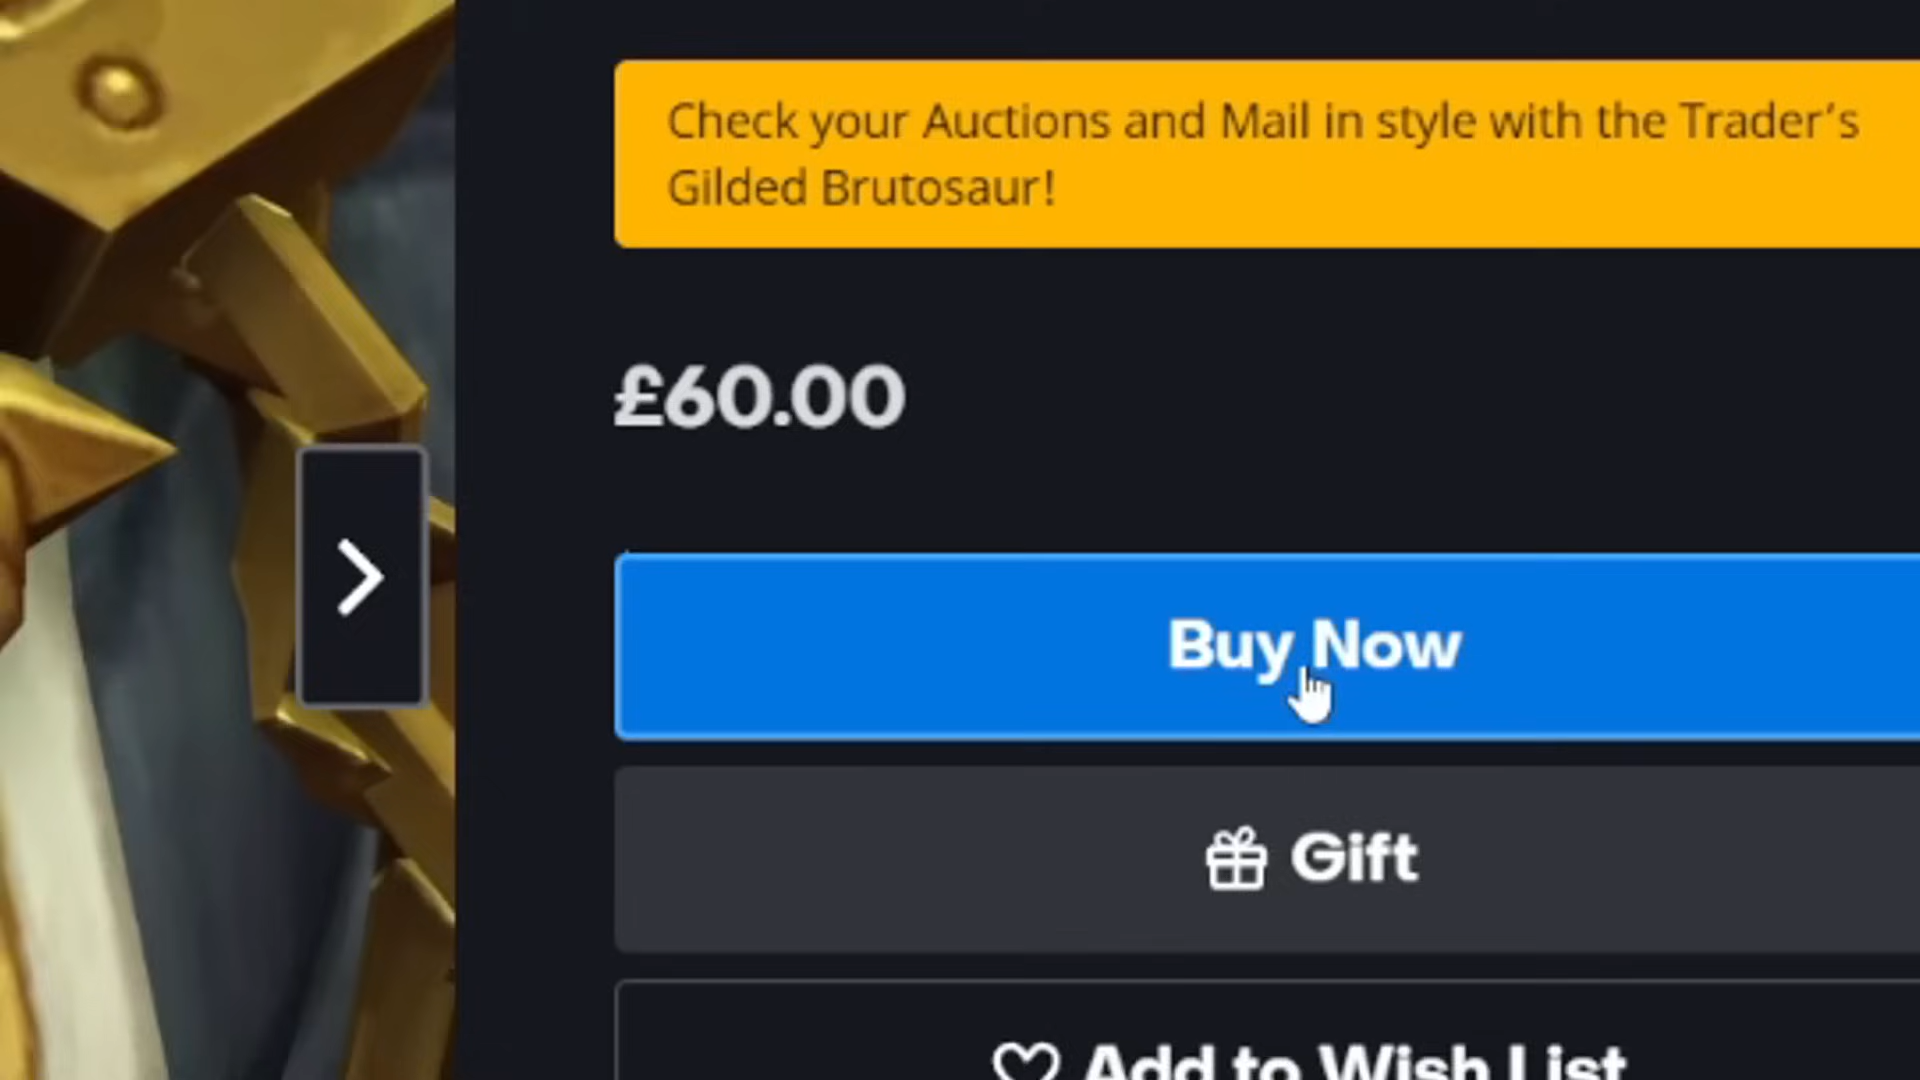 Check your Auctions and Mail in style with the Trader’s
Gilded Brutosaur!
£60.00
Buy Now
Gift
Add to Wish List